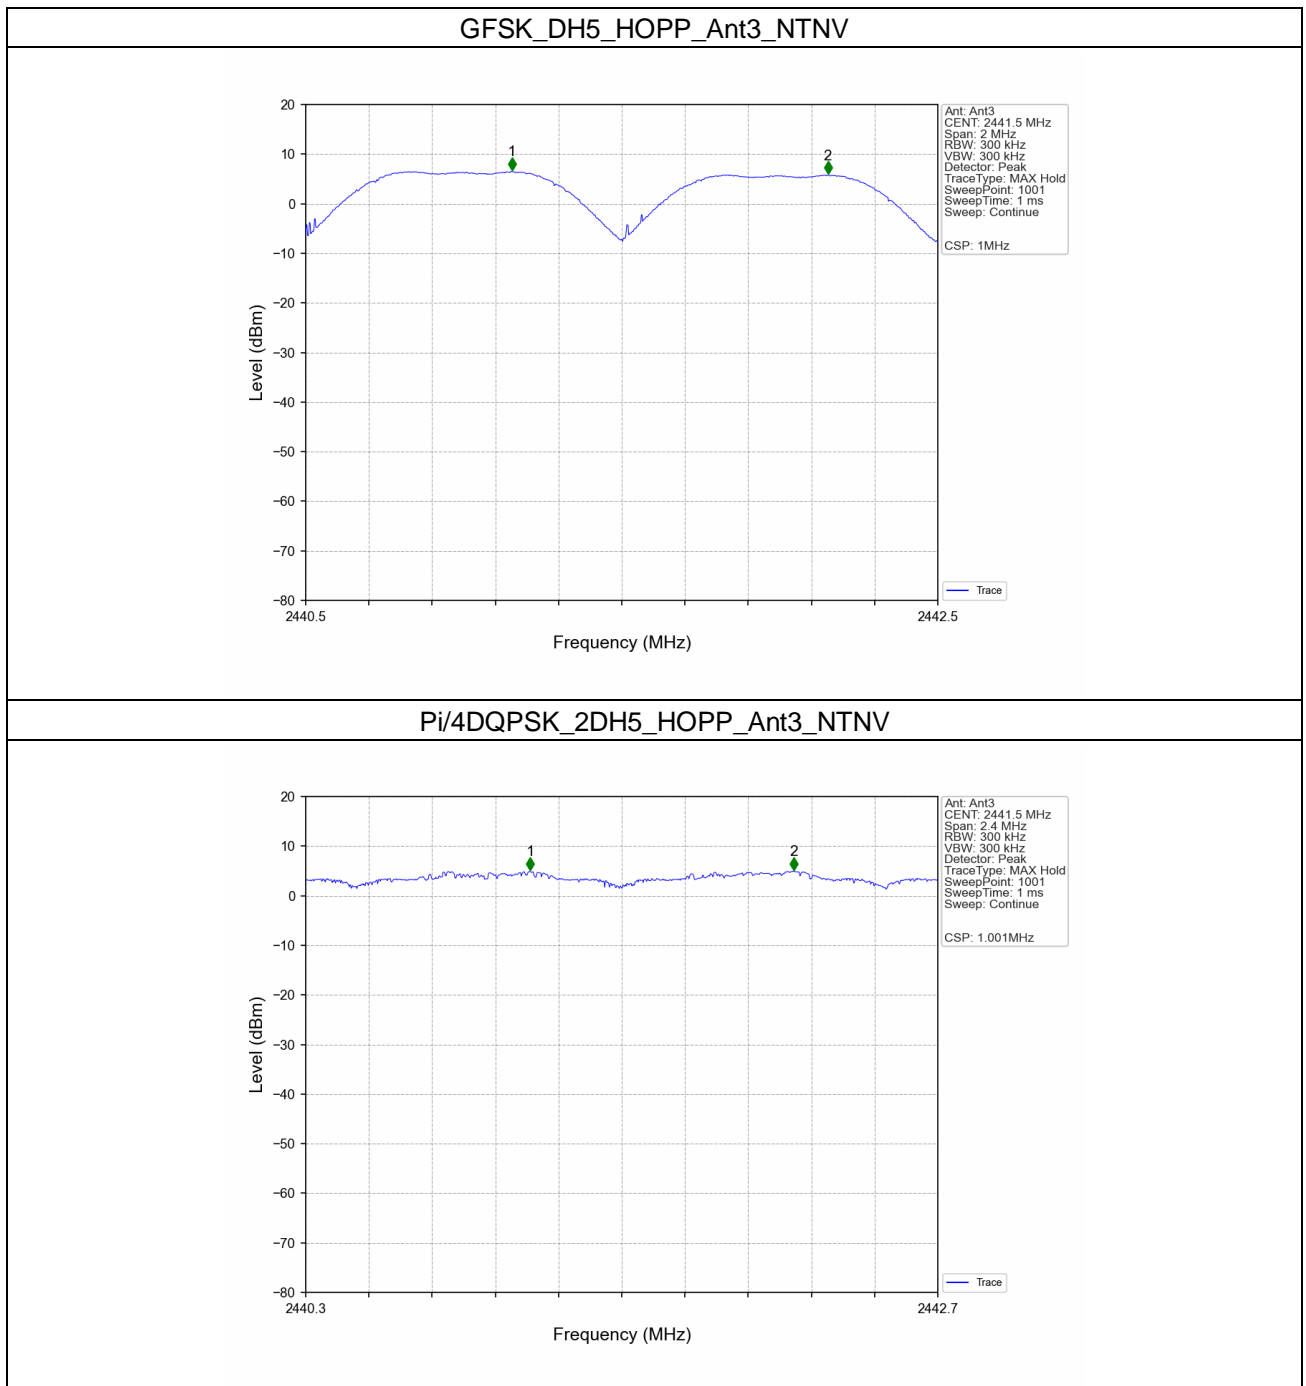 GFSK_DH5_HOPP_Ant3_NTNV
20
10
0
−10
−20
−30
−40
−50
−60
−70
−80
Level (dBm)
1
2
2440.5
2442.5
Frequency (MHz)
Ant: Ant3
CENT: 2441.5 MHz
Span: 2 MHz
RBW: 300 kHz
VBW: 300 kHz
Detector: Peak
TraceType: MAX Hold
SweepPoint: 1001
SweepTime: 1 ms
Sweep: Continue
CSP: 1MHz
Trace
Pi/4DQPSK_2DH5_HOPP_Ant3_NTNV
20
10
0
−10
−20
−30
−40
−50
−60
−70
−80
Level (dBm)
1
2
2440.3
2442.7
Frequency (MHz)
Ant: Ant3
CENT: 2441.5 MHz
Span: 2.4 MHz
RBW: 300 kHz
VBW: 300 kHz
Detector: Peak
TraceType: MAX Hold
SweepPoint: 1001
SweepTime: 1 ms
Sweep: Continue
CSP: 1.001MHz
Trace